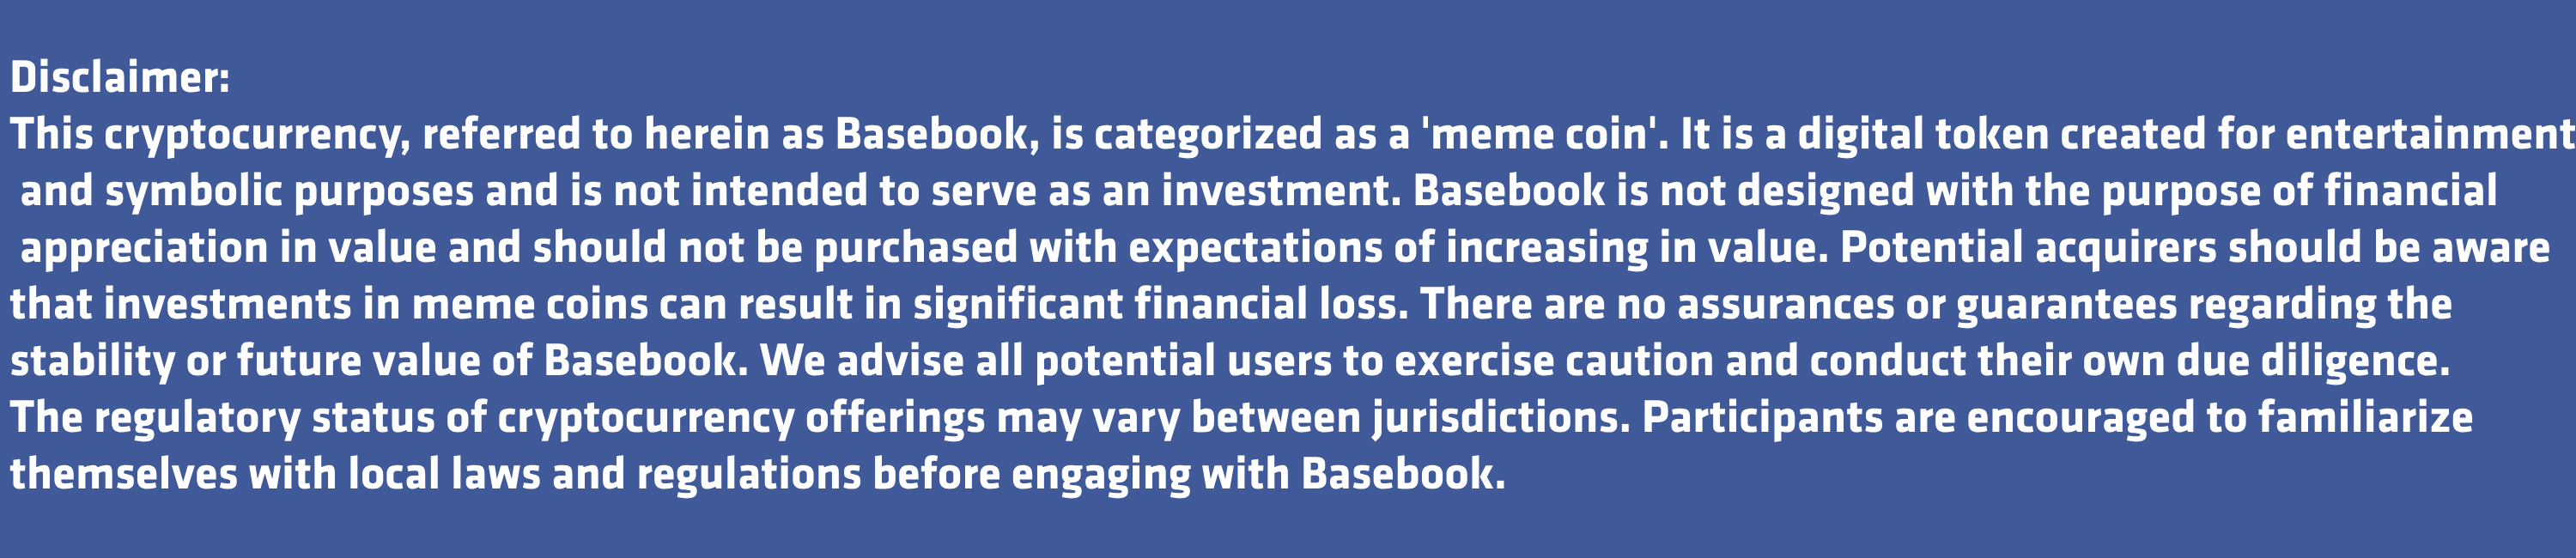 Disclaimer:
This cryptocurrency, referred to herein as Basebook, is categorized as a 'meme coin'. It is a digital token created for entertainment
and symbolic purposes and is not intended to serve as an investment. Basebook is not designed with the purpose of financial
appreciation in value and should not be purchased with expectations of increasing in value. Potential acquirers should be aware
that investments in meme coins can result in significant financial loss. There are no assurances or guarantees regarding the
stability or future value of Basebook. We advise all potential users to exercise caution and conduct their own due diligence.
The regulatory status of cryptocurrency offerings may vary between jurisdictions. Participants are encouraged to familiarize
themselves with local laws and regulations before engaging with Basebook.